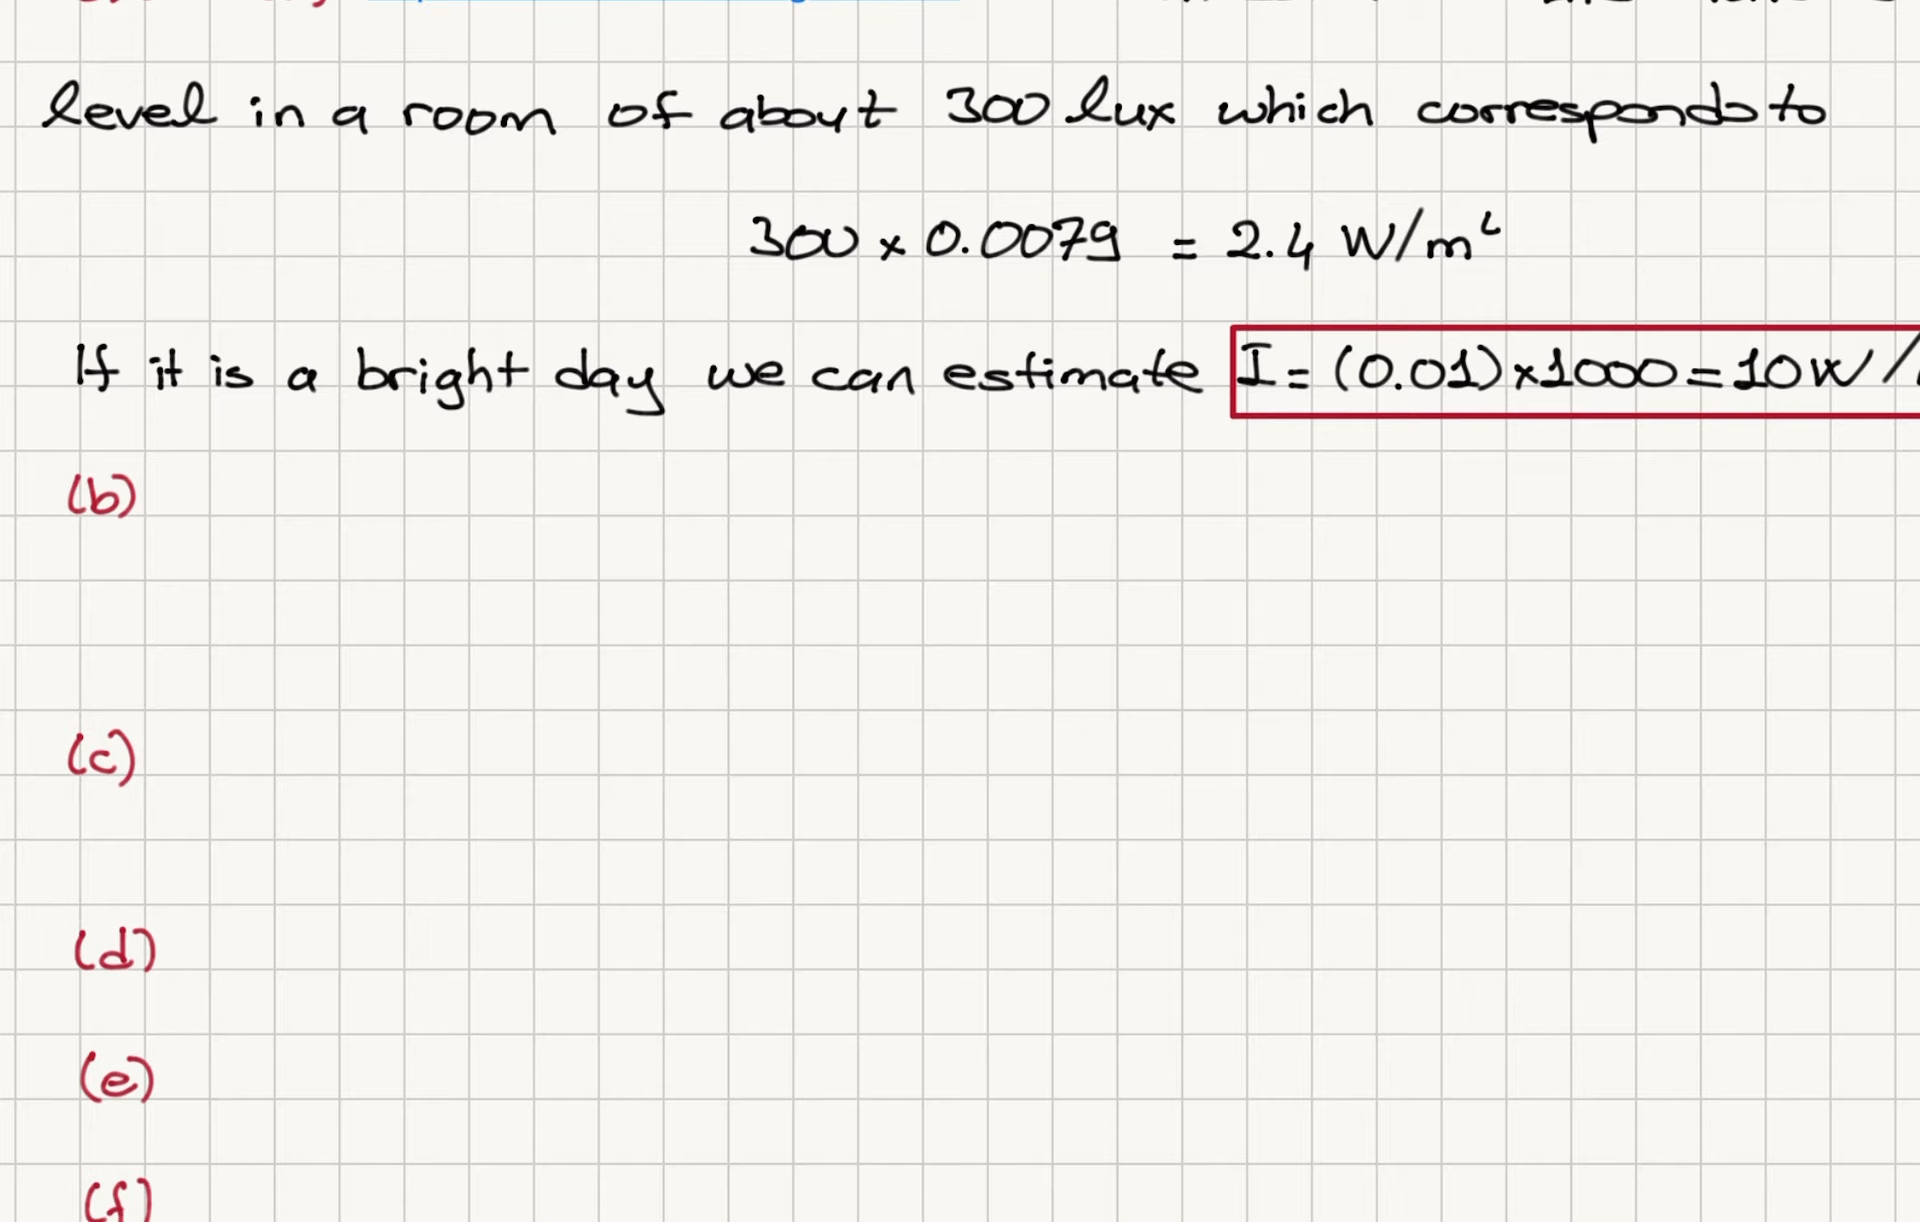 level in a room of about 300 lux which corresponds to
300 x 0.0079 = 2.4 W/m²
If it is a bright day we can estimate I = (0.01) x 1000 = 10 W/
(b)
(c)
(d)
(e)
(f)